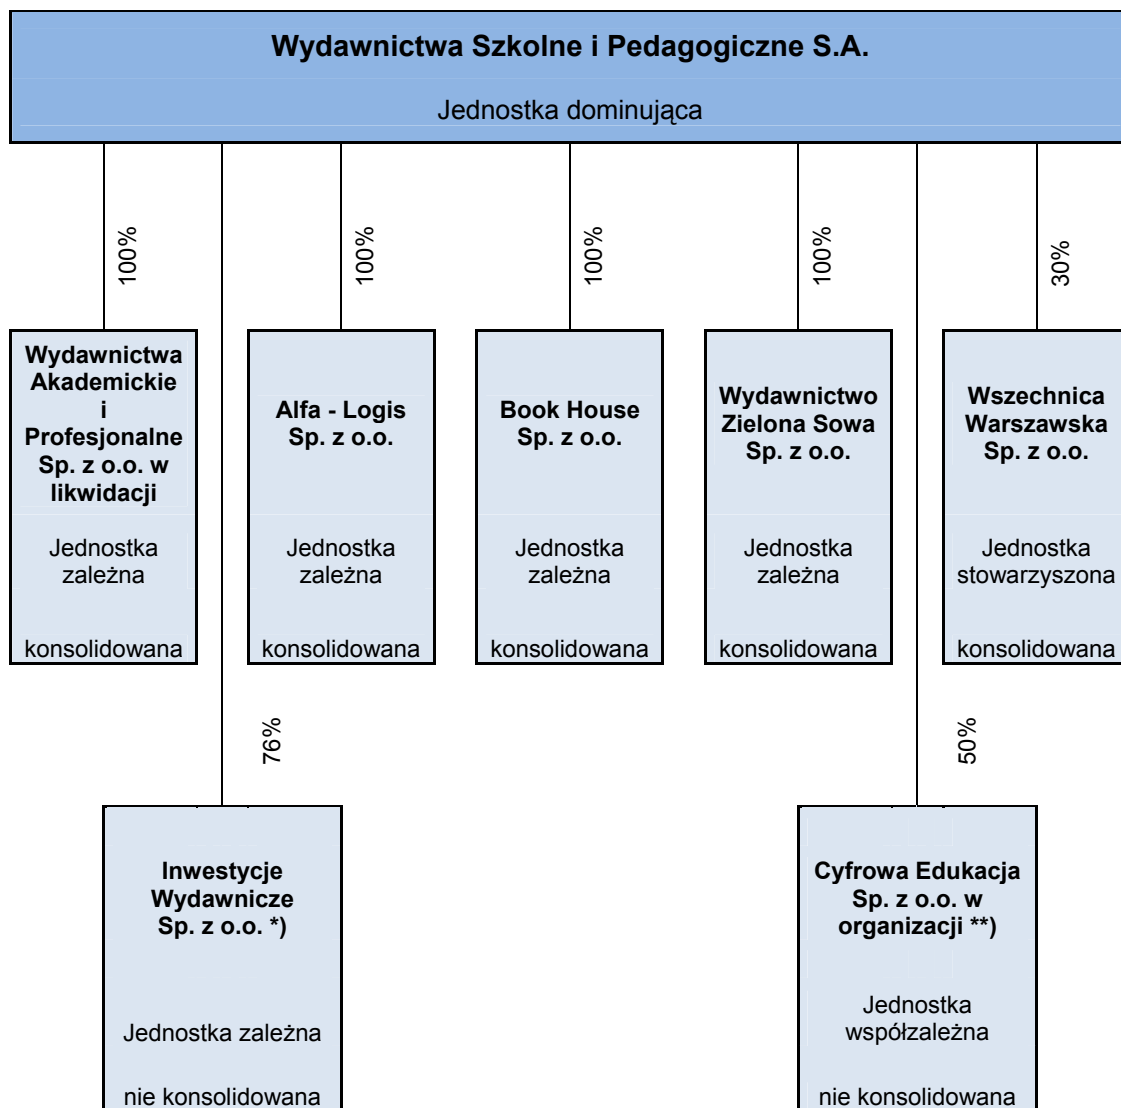 Wydawnictwa Szkolne i Pedagogiczne S.A.
Jednostka dominująca
100%
100%
100%
100%
30%
Wydawnictwa
Akademickie
i
Profesjonalne
Sp. z o.o. w
likwidacji
Jednostka
zależna
konsolidowana
Alfa - Logis
Sp. z o.o.
Jednostka
zależna
konsolidowana
Book House
Sp. z o.o.
Jednostka
zależna
konsolidowana
Wydawnictwo
Zielona Sowa
Sp. z o.o.
Jednostka
zależna
konsolidowana
Wszechnica
Warszawska
Sp. z o.o.
Jednostka
stowarzyszona
konsolidowana
76%
50%
Inwestycje
Wydawnicze
Sp. z o.o. *)
Jednostka zależna
nie konsolidowana
Cyfrowa Edukacja
Sp. z o.o. w
organizacji **)
Jednostka
współzależna
nie konsolidowana